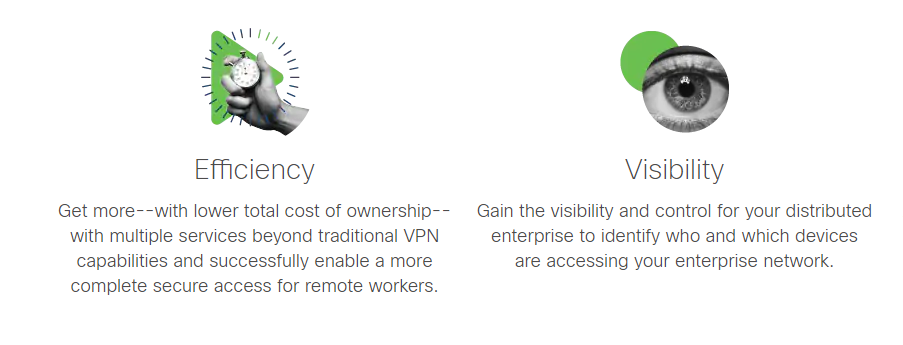 Efficiency
Get more--with lower total cost of ownership--
with multiple services beyond traditional VPN
capabilities and successfully enable a more
complete secure access for remote workers.
Visibility
Gain the visibility and control for your distributed
enterprise to identify who and which devices
are accessing your enterprise network.